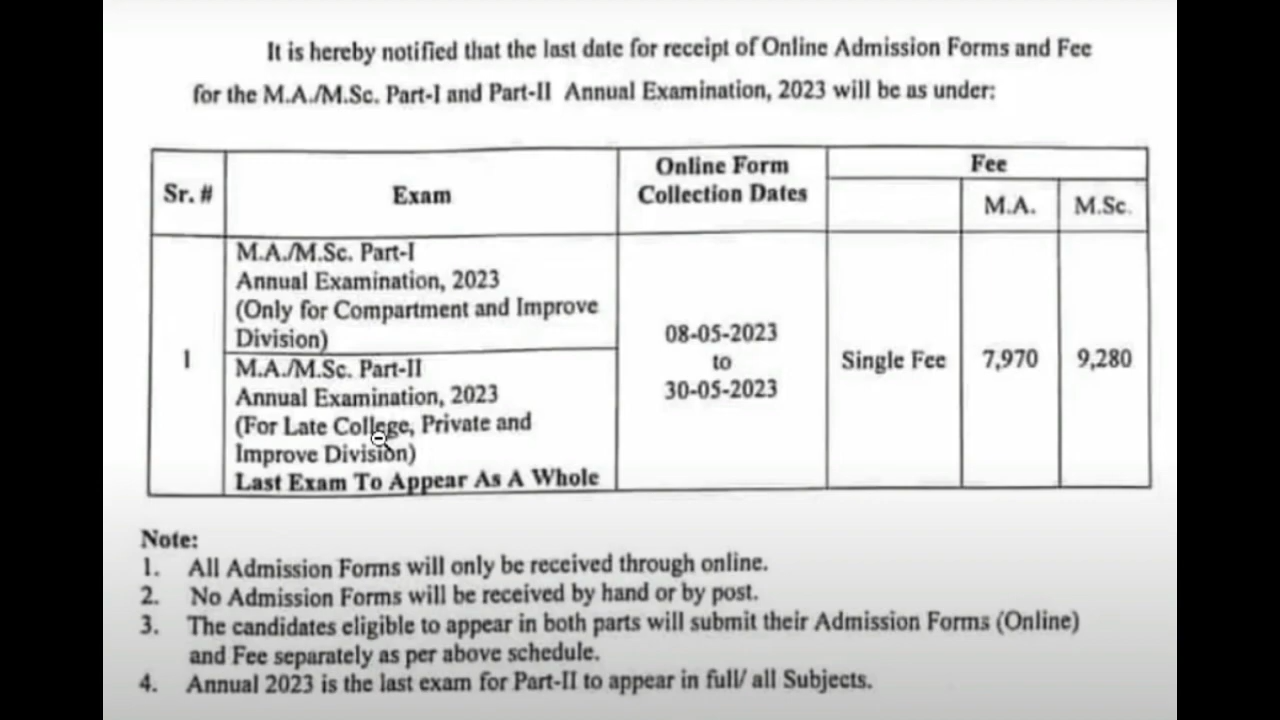 It is hereby notified that the last date for receipt of Online Admission Forms and Fee
for the M.A./M.Sc. Part-I and Part-II Annual Examination, 2023 will be as under:
Sr. #
Exam
Online Form
Collection Dates
Fee
M.A.
M.Sc.
1
M.A./M.Sc. Part-I
Annual Examination, 2023
(Only for Compartment and Improve
Division)
M.A./M.Sc. Part-II
Annual Examination, 2023
(For Late College, Private and
Improve Division)
Last Exam To Appear As A Whole
08-05-2023
to
30-05-2023
Single Fee
7,970
9,280
Note:
1. All Admission Forms will only be received through online.
2. No Admission Forms will be received by hand or by post.
3. The candidates eligible to appear in both parts will submit their Admission Forms (Online)
and Fee separately as per above schedule.
4. Annual 2023 is the last exam for Part-II to appear in full/ all Subjects.